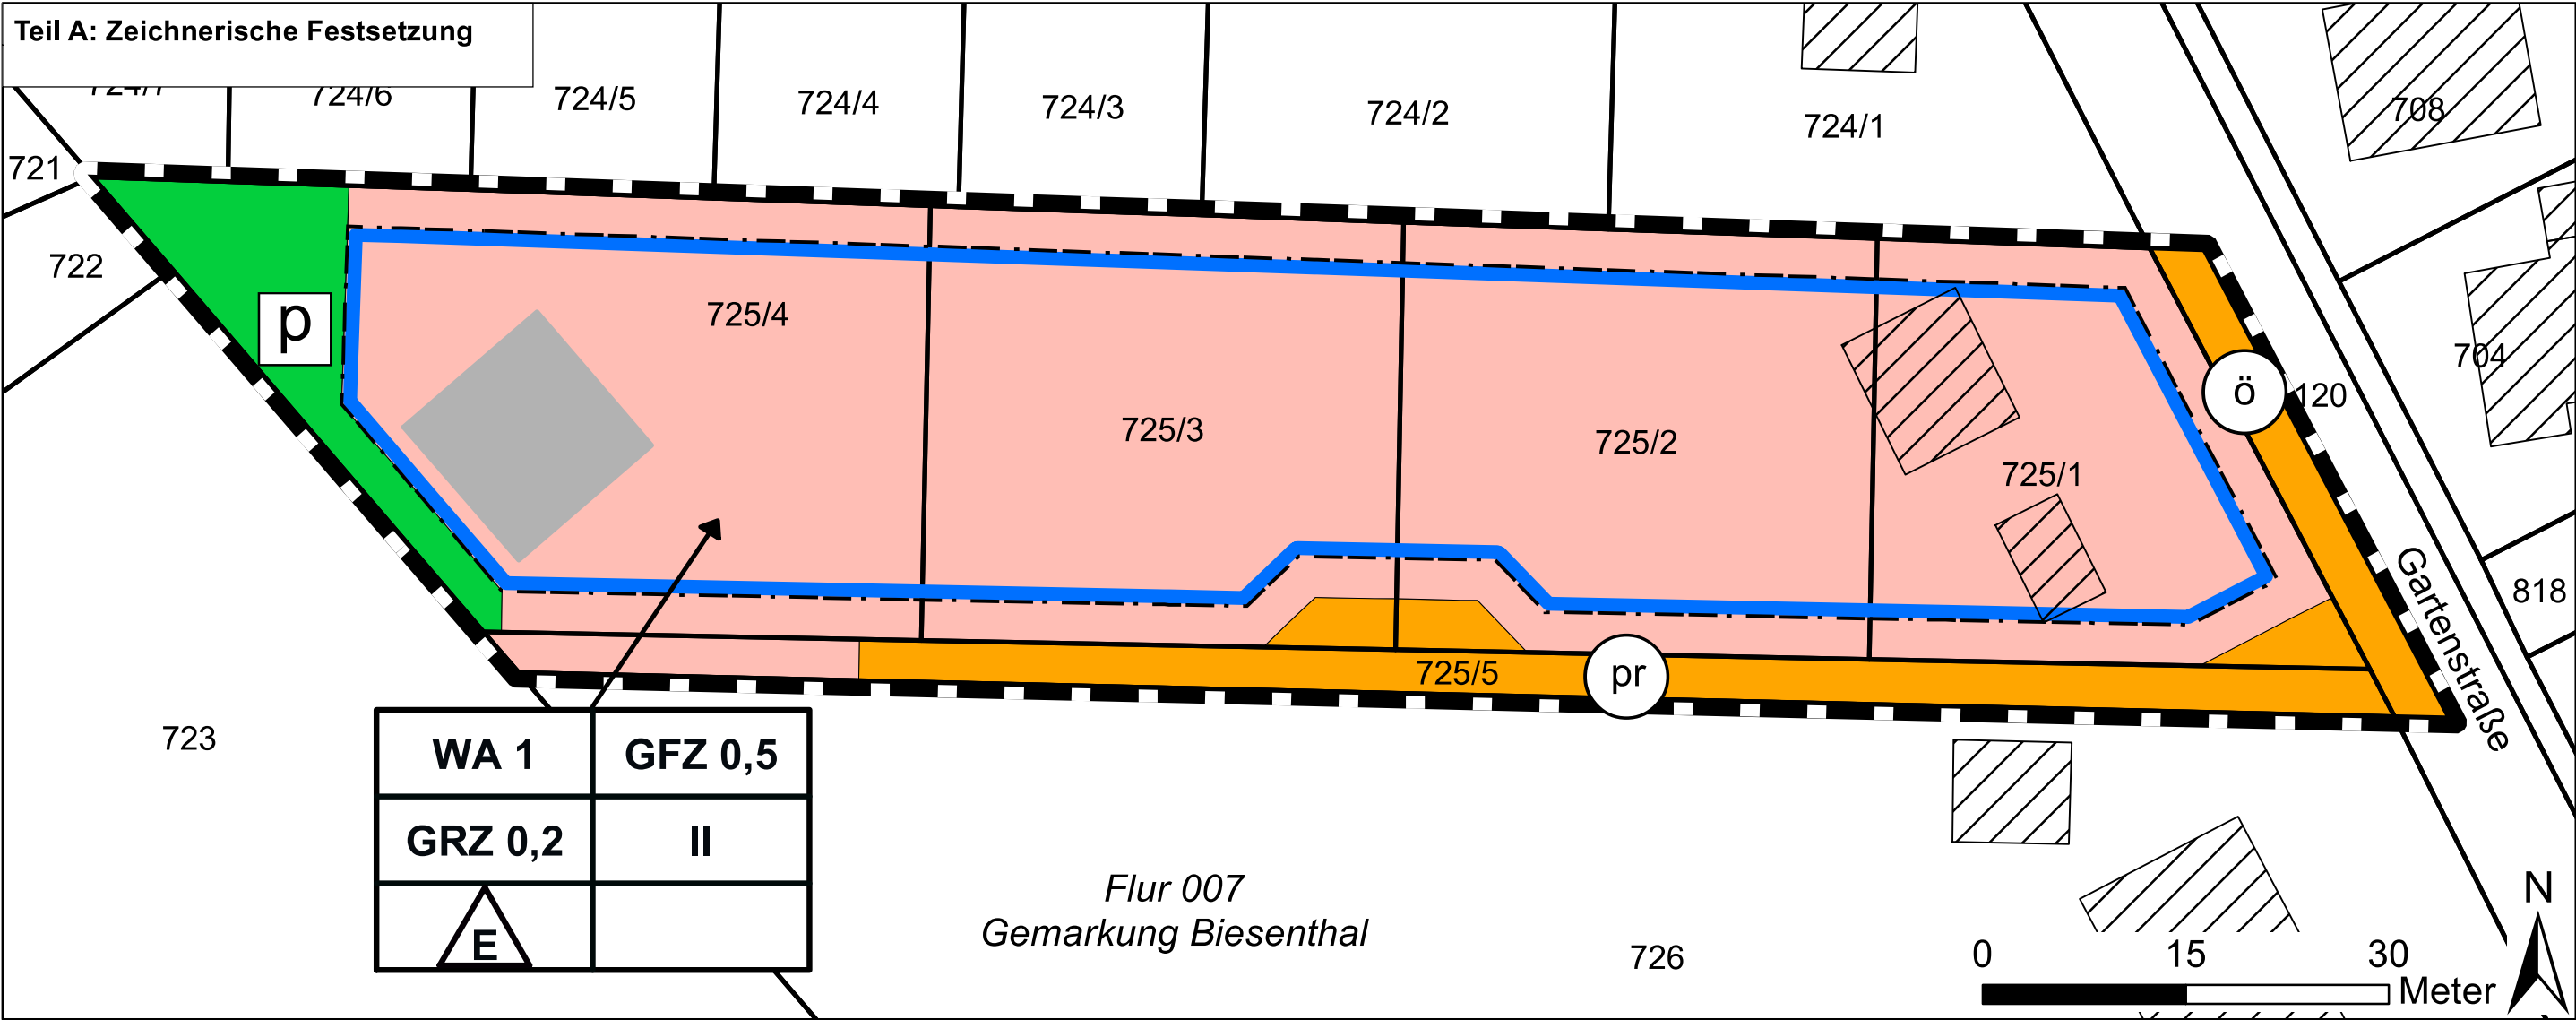 Teil A: Zeichnerische Festsetzung
724/7
724/6
724/5
724/4
724/3
724/2
724/1
708
721
722
p
725/4
725/3
725/2
725/1
ö
120
704
Gartenstraße
818
725/5
pr
723
WA 1
GFZ 0,5
GRZ 0,2
II
E
Flur 007
Gemarkung Biesenthal
726
N
0
15
30
Meter